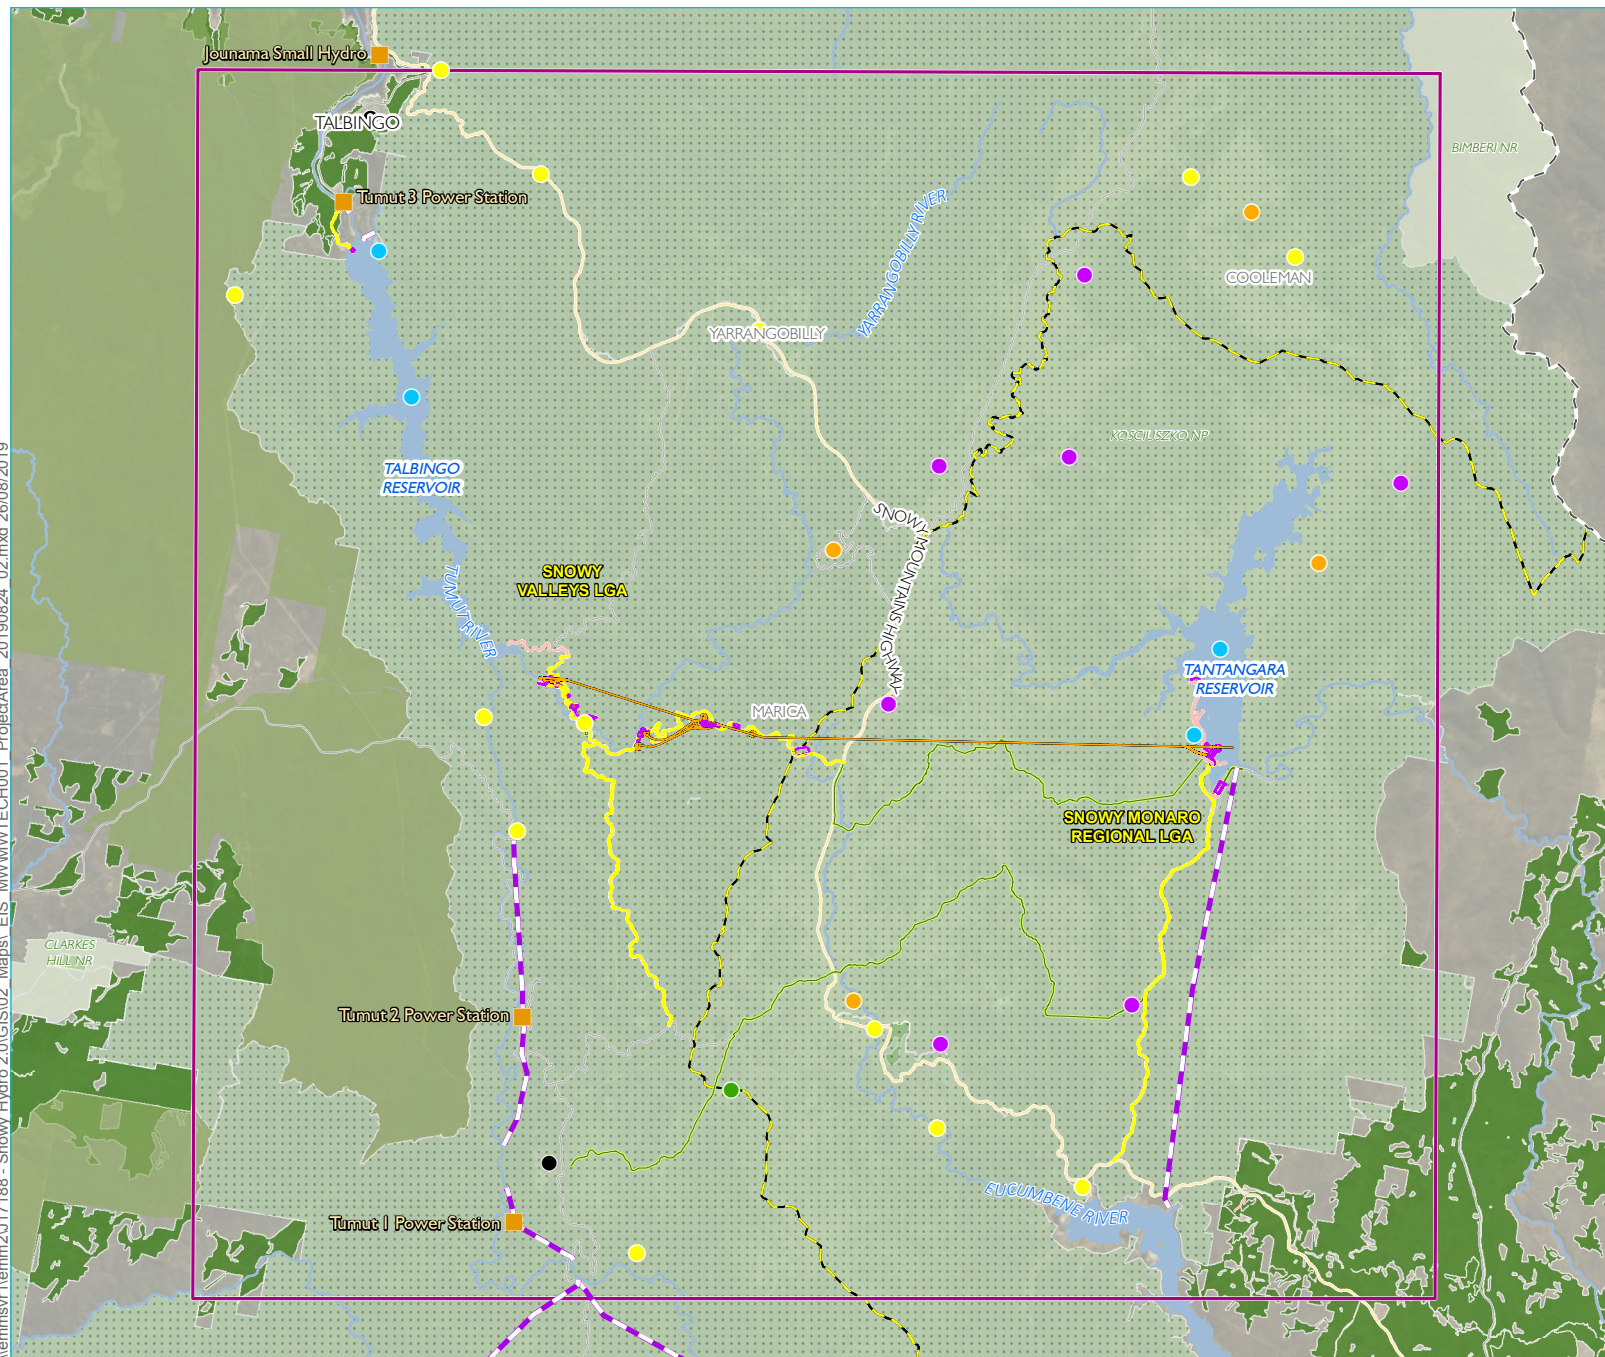 Jounama Small Hydro
TALBINGO
BIMBERI NR
Tumut 3 Power Station
YARRANGOBILLY RIVER
COOLEMAN
YARRANGOBILLY
KOSCIUSZKO NP
TALBINGO
RESERVOIR
SNOWY MOUNTAINS HIGHWAY
SNOWY
VALLEYS LGA
TUMUT RIVER
TANTANGARA
RESERVOIR
MARICA
SNOWY MONARO
REGIONAL LGA
CLARKES
HILL NR
Tumut 2 Power Station
EUCUMBENE RIVER
Tumut 1 Power Station